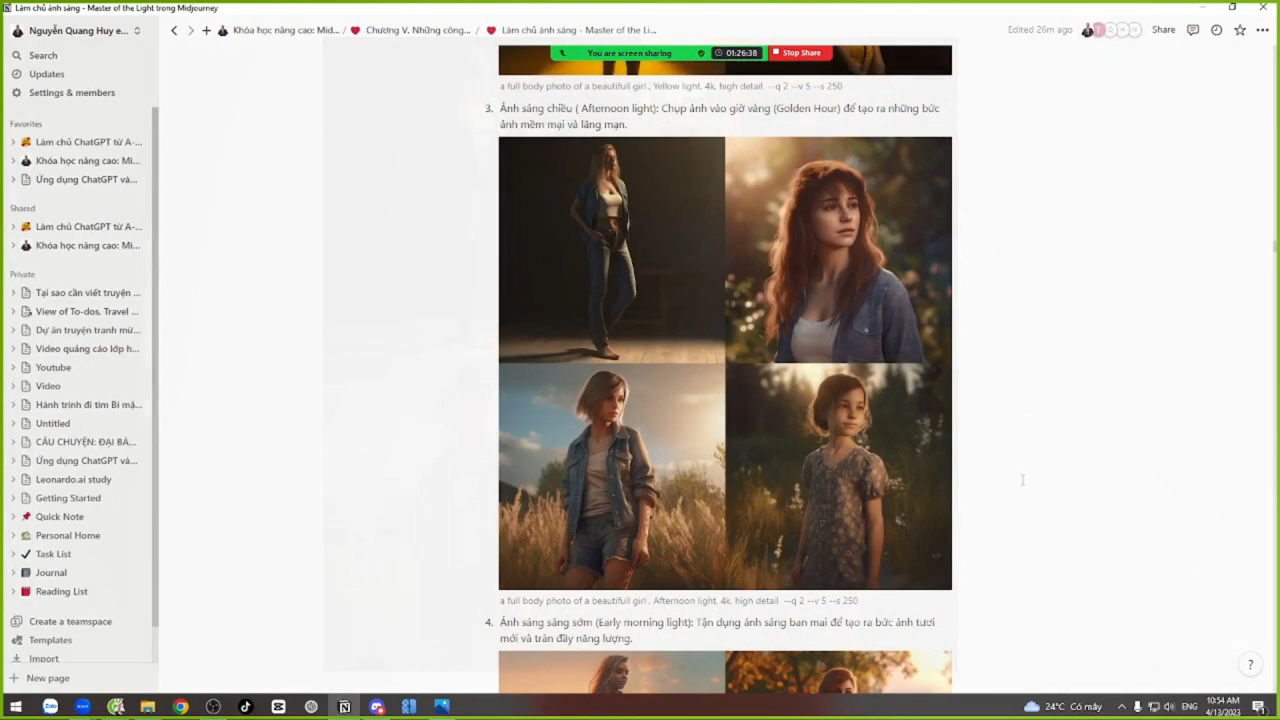 Làm chủ ánh sáng - Master of the Light trong Midjourney
Nguyễn Quang Huy e...
Khóa học nâng cao: Mid... / Chương V. Những công... / Làm chủ ánh sáng - Master of the Li...
Edited 26m ago
Share
You are screen sharing
01:26:38
Stop Share
Search
Updates
Settings & members
Favorites
Làm chủ ChatGPT từ A-...
Khóa học nâng cao: Mi...
Ứng dụng ChatGPT và...
Shared
Làm chủ ChatGPT từ A-...
Khóa học nâng cao: Mi...
Private
Tại sao cần viết truyện ...
View of To-dos, Travel ...
Dự án truyện tranh mù...
Video quảng cáo lớp h...
Youtube
Video
Hành trình đi tìm Bí mậ...
Untitled
CÂU CHUYỆN: ĐẠI BÀ...
Ứng dụng ChatGPT và...
Leonardo.ai study
Getting Started
Quick Note
Personal Home
Task List
Journal
Reading List
Create a teamspace
Templates
Import
New page
a full body photo of a beautifull girl , Yellow light, 4k, high detail --q 2 --v 5 --s 250
3. Ánh sáng chiều ( Afternoon light): Chụp ảnh vào giờ vàng (Golden Hour) để tạo ra những bức
ảnh mềm mại và lãng mạn.
a full body photo of a beautifull girl , Afternoon light, 4k, high detail --q 2 --v 5 --s 250
4. Ánh sáng sáng sớm (Early morning light): Tận dụng ánh sáng ban mai để tạo ra bức ảnh tươi
mới và tràn đầy năng lượng.
?
24°C Có mây
ENG
10:54 AM
4/13/2023